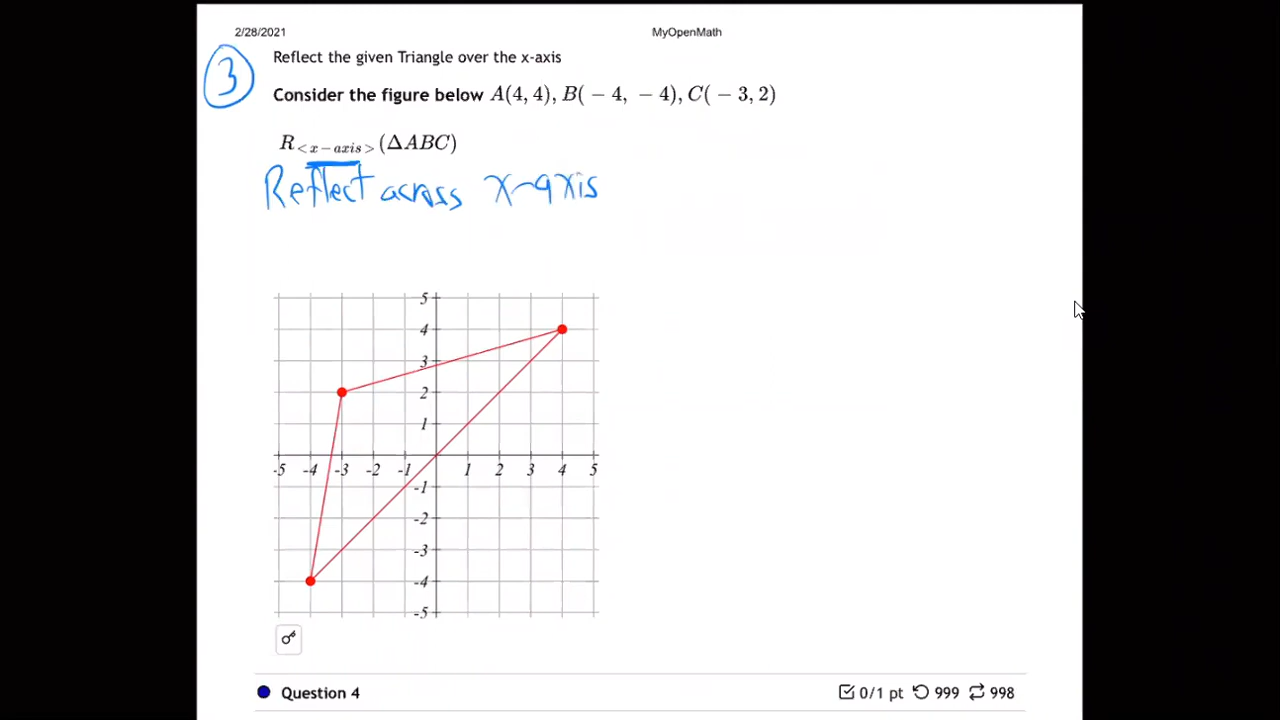 2/28/2021 MyOpenMath
3 Reflect the given Triangle over the x-axis
Consider the figure below A(4, 4), B( − 4, − 4), C( − 3, 2)
R<x−axis>(ΔABC)
Reflect across x-axis
5
4
3
2
1
-5 -4 -3 -2 -1 1 2 3 4 5
-1
-2
-3
-4
-5
Question 4 0/1 pt 999 998